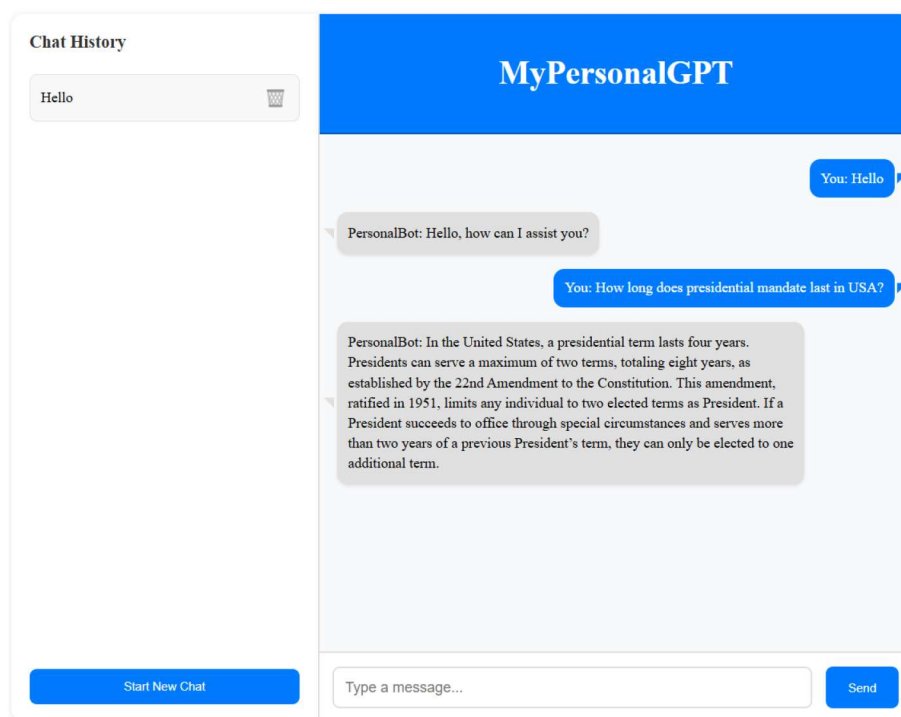 Chat History
Hello
Start New Chat
MyPersonalGPT
You: Hello
PersonalBot: Hello, how can I assist you?
You: How long does presidential mandate last in USA?
PersonalBot: In the United States, a presidential term lasts four years.
Presidents can serve a maximum of two terms, totaling eight years, as
established by the 22nd Amendment to the Constitution. This amendment,
ratified in 1951, limits any individual to two elected terms as President. If a
President succeeds to office through special circumstances and serves more
than two years of a previous President’s term, they can only be elected to one
additional term.
Type a message...
Send